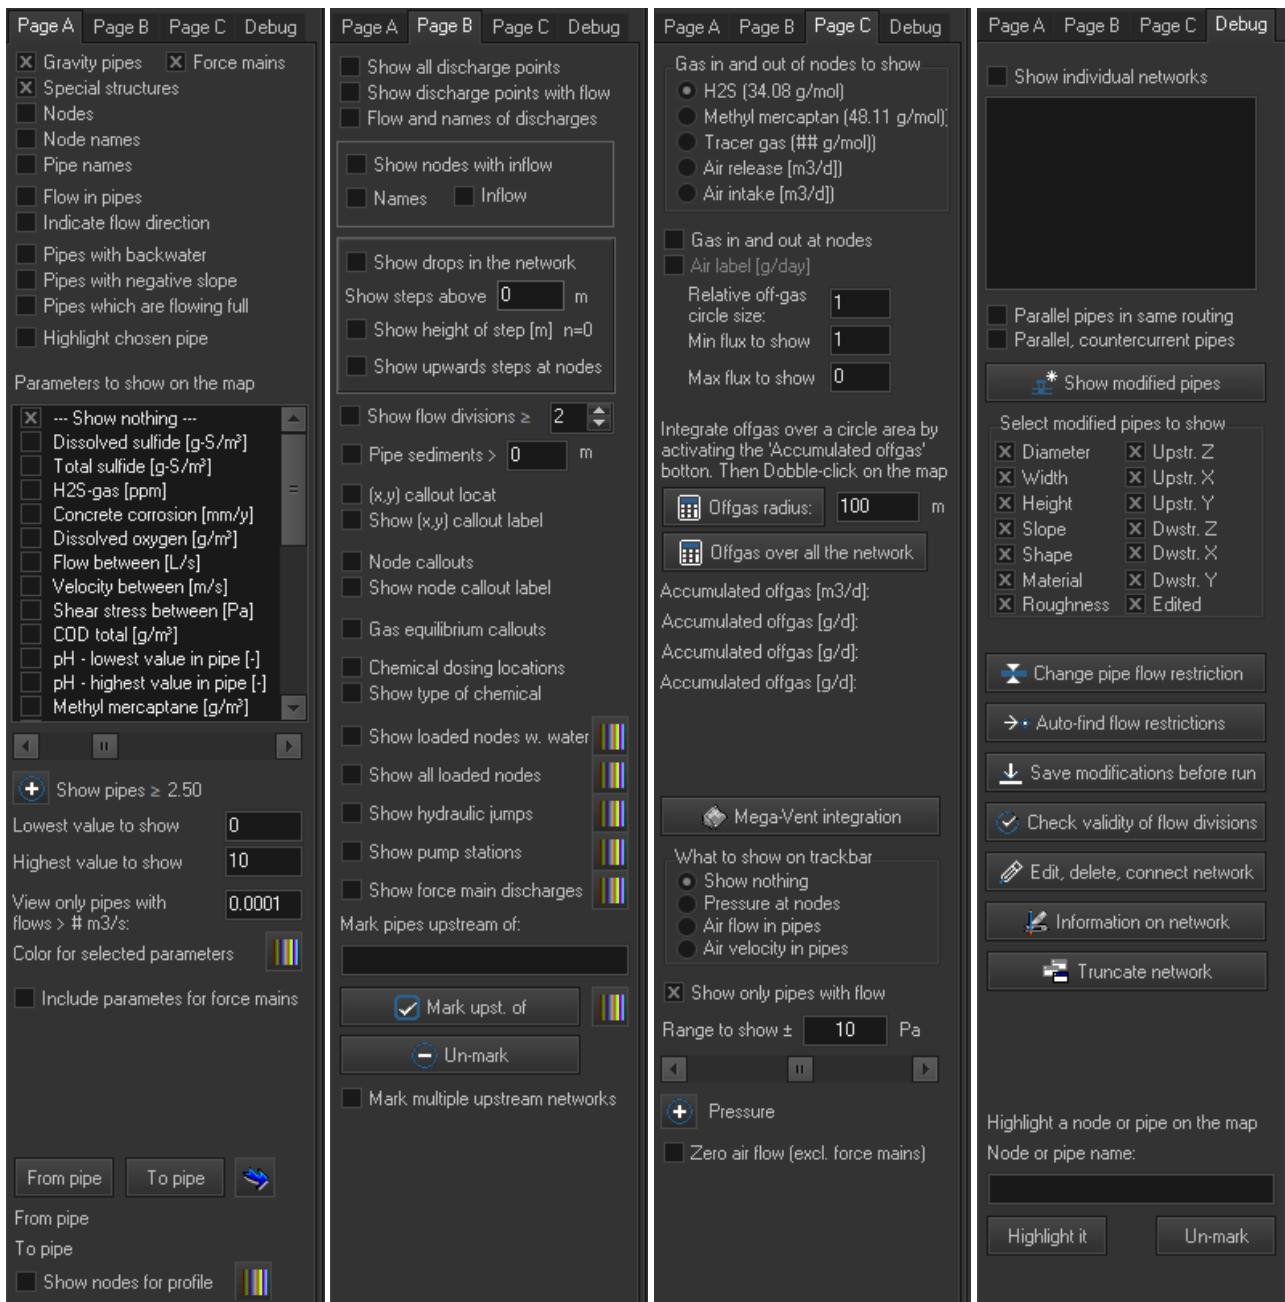 Page A Page B Page C Debug
Gravity pipes Force mains
Special structures
Nodes
Node names
Pipe names
Flow in pipes
Indicate flow direction
Pipes with backwater
Pipes with negative slope
Pipes which are flowing full
Highlight chosen pipe
Parameters to show on the map
--- Show nothing ---
Dissolved sulfide [g-S/m³]
Total sulfide [g-S/m³]
H2S-gas [ppm]
Concrete corrosion [mm/y]
Dissolved oxygen [g/m³]
Flow between [L/s]
Velocity between [m/s]
Shear stress between [Pa]
COD total [g/m³]
pH - lowest value in pipe [-]
pH - highest value in pipe [-]
Methyl mercaptane [g/m³]
Show pipes ≥ 2.50
Lowest value to show 0
Highest value to show 10
View only pipes with
flows > # m3/s:
0.0001
Color for selected parameters
Include parametes for force mains
From pipe To pipe
From pipe
To pipe
Show nodes for profile
Page A Page B Page C Debug
Show all discharge points
Show discharge points with flow
Flow and names of discharges
Show nodes with inflow
Names Inflow
Show drops in the network
Show steps above 0 m
Show height of step [m] n=0
Show upwards steps at nodes
Show flow divisions ≥ 2
Pipe sediments > 0 m
(x,y) callout locat
Show (x,y) callout label
Node callouts
Show node callout label
Gas equilibrium callouts
Chemical dosing locations
Show type of chemical
Show loaded nodes w. water
Show all loaded nodes
Show hydraulic jumps
Show pump stations
Show force main discharges
Mark pipes upstream of:
Mark upst. of
Un-mark
Mark multiple upstream networks
Page A Page B Page C Debug
Gas in and out of nodes to show
H2S (34.08 g/mol)
Methyl mercaptan (48.11 g/mol))
Tracer gas (## g/mol))
Air release [m3/d])
Air intake [m3/d])
Gas in and out at nodes
Air label [g/day]
Relative off-gas
circle size:
1
Min flux to show 1
Max flux to show 0
Integrate offgas over a circle area by
activating the 'Accumulated offgas'
botton. Then Dobble-click on the map
Offgas radius: 100 m
Offgas over all the network
Accumulated offgas [m3/d]:
Accumulated offgas [g/d]:
Accumulated offgas [g/d]:
Accumulated offgas [g/d]:
Mega-Vent integration
What to show on trackbar
Show nothing
Pressure at nodes
Air flow in pipes
Air velocity in pipes
Show only pipes with flow
Range to show ± 10 Pa
Pressure
Zero air flow (excl. force mains)
Page A Page B Page C Debug
Show individual networks
Parallel pipes in same routing
Parallel, countercurrent pipes
Show modified pipes
Select modified pipes to show
Diameter Upstr. Z
Width Upstr. X
Height Upstr. Y
Slope Dwstr. Z
Shape Dwstr. X
Material Dwstr. Y
Roughness Edited
Change pipe flow restriction
Auto-find flow restrictions
Save modifications before run
Check validity of flow divisions
Edit, delete, connect network
Information on network
Truncate network
Highlight a node or pipe on the map
Node or pipe name:
Highlight it Un-mark